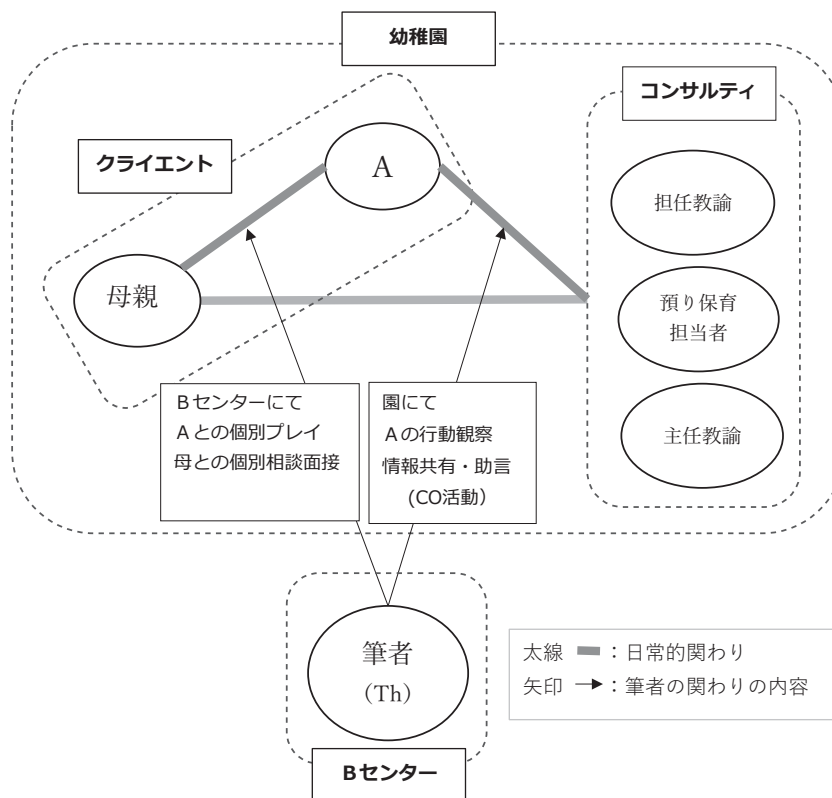 幼稚園
コンサルティ
クライエント
A
担任教諭
母親
預り保育
担当者
主任教諭
Bセンターにて
Aとの個別プレイ
母との個別相談面接
園にて
Aの行動観察
情報共有・助言
(CO活動)
筆者
(Th)
Bセンター
太線 :日常的関わり
矢印 :筆者の関わりの内容